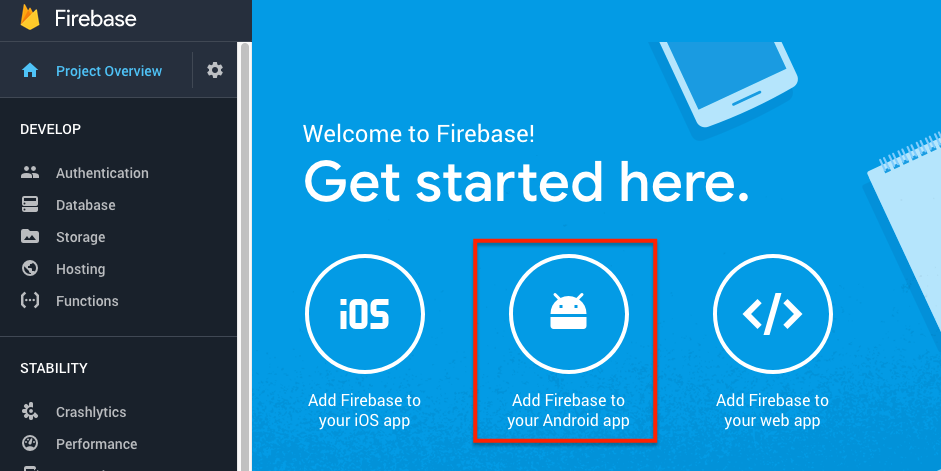 Firebase
Project Overview
DEVELOP
Authentication
Database
Storage
Hosting
Functions
STABILITY
Crashlytics
Performance
Welcome to Firebase!
Get started here.
iOS
Add Firebase to
your iOS app
Add Firebase to
your Android app
</>
Add Firebase to
your web app